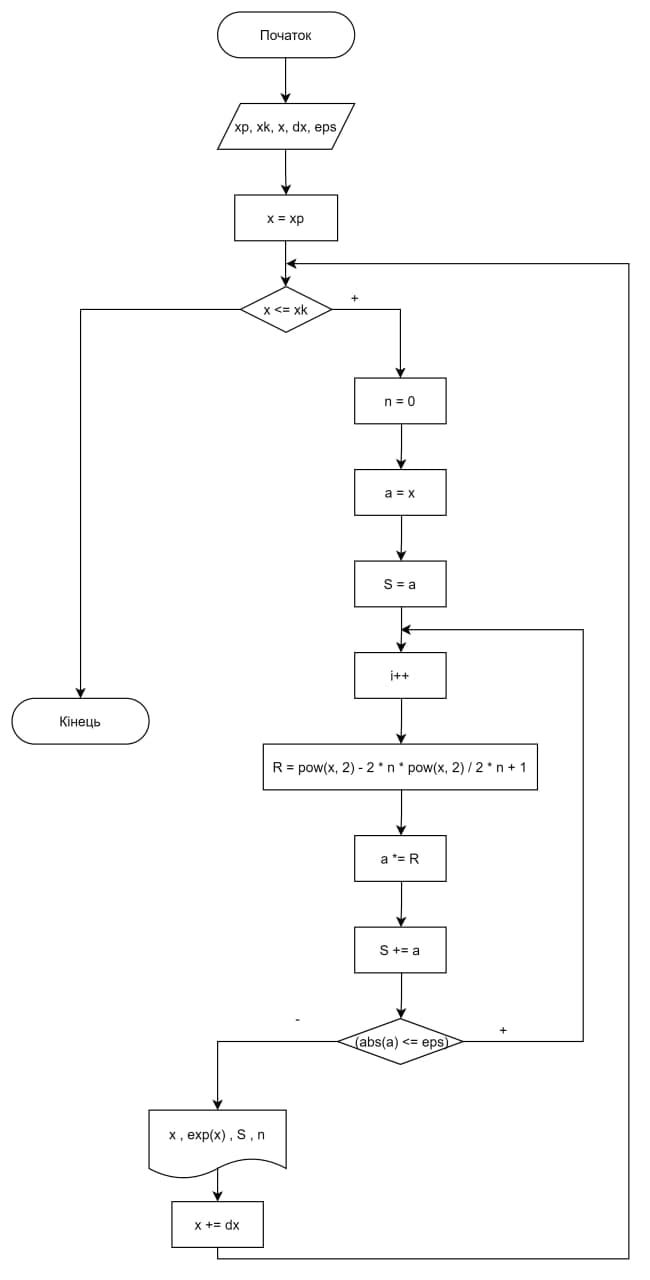 Початок
xp, xk, x, dx, eps
x = xp
x <= xk
+
n = 0
a = x
S = a
i++
Кінець
R = pow(x, 2) - 2 * n * pow(x, 2) / 2 * n + 1
a *= R
S += a
(abs(a) <= eps)
-
+
x , exp(x) , S , n
x += dx